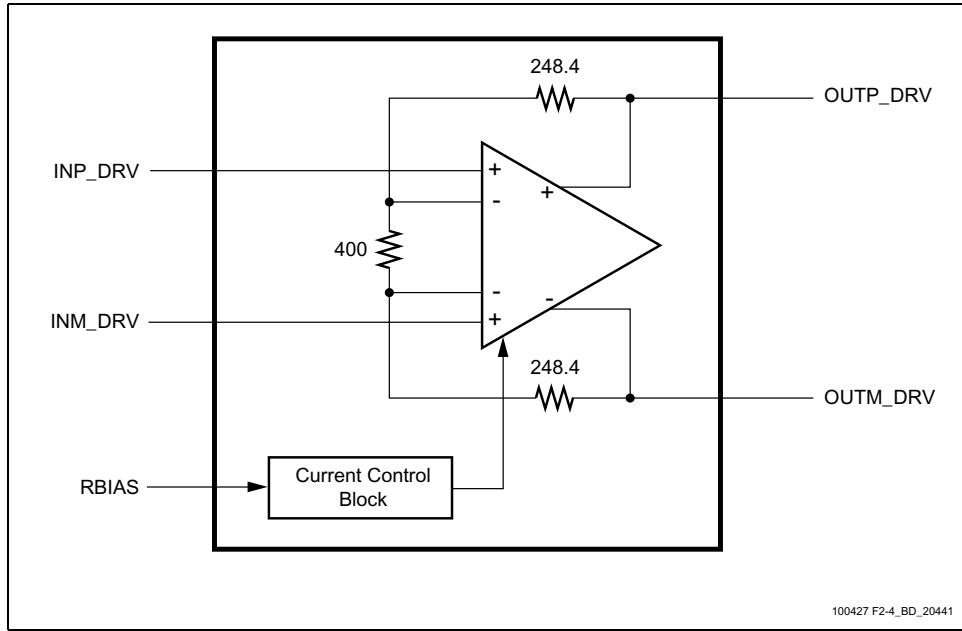 248.4
OUTP_DRV
INP_DRV
+
+
-
400
-
-
INM_DRV
+
248.4
OUTM_DRV
RBIAS
Current Control
Block
100427 F2-4_BD_20441